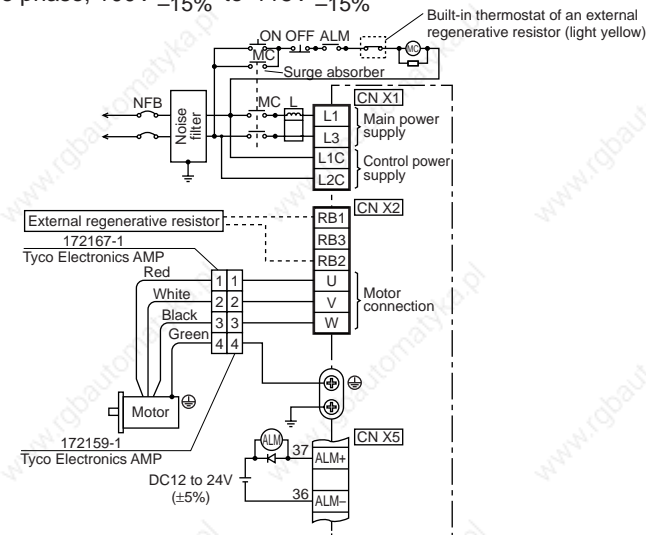 phase, 100V –15% to 115V –15%
Built-in thermostat of an external
regenerative resistor (light yellow)
ON OFF ALM
MC
MC
Surge absorber
NFB
Noise
filter
MC L
CN X1
L1
L3
Main power
supply
L1C
L2C
Control power
supply
CN X2
External regenerative resistor
RB1
RB3
RB2
172167-1
Tyco Electronics AMP
Red
White
Black
Green
1 1
2 2
3 3
4 4
U
V
W
Motor
connection
Motor
172159-1
Tyco Electronics AMP
CN X5
ALM
37
ALM+
DC12 to 24V
(±5%)
36
ALM–
www.rgbautomatyka.pl